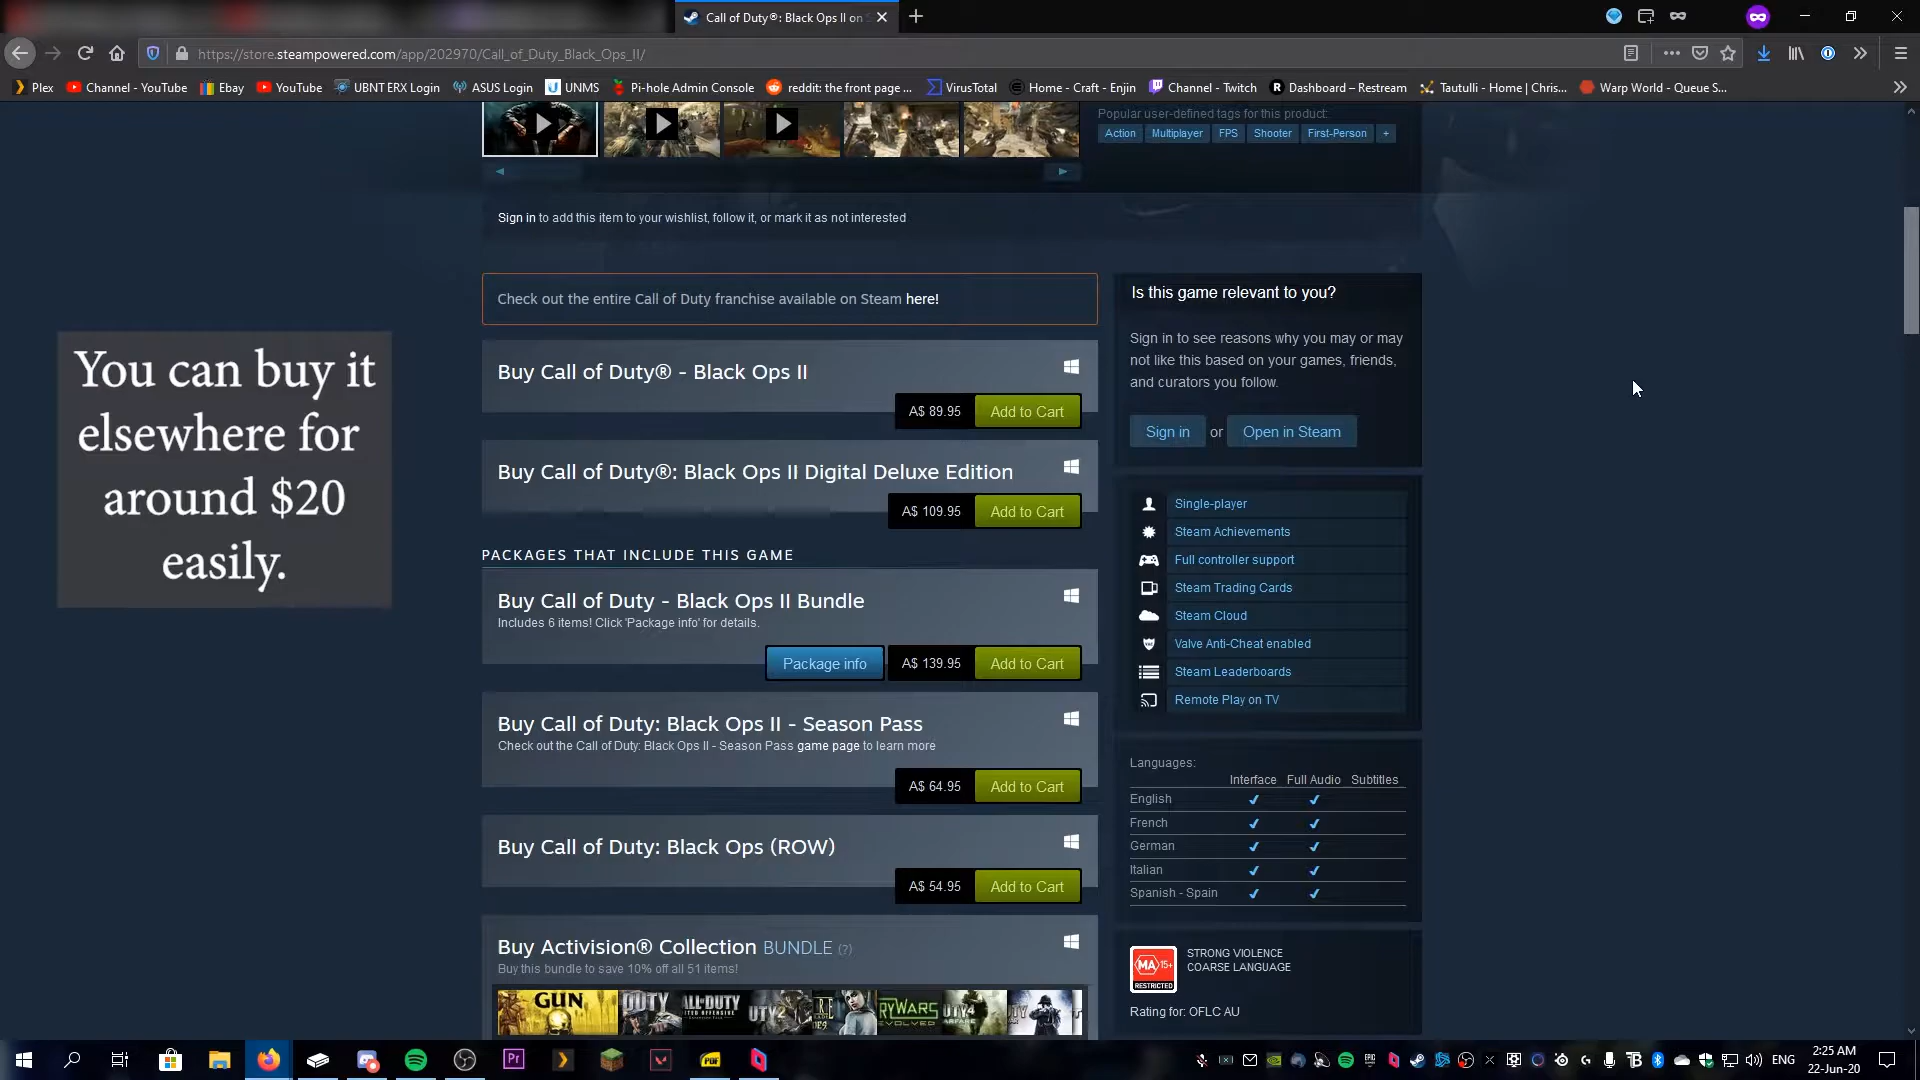 Call of Duty®: Black Ops II on S
https://store.steampowered.com/app/202970/Call_of_Duty_Black_Ops_II/
Plex
Channel - YouTube
Ebay
YouTube
UBNT ERX Login
ASUS Login
UNMS
Pi-hole Admin Console
reddit: the front page ...
VirusTotal
Home - Craft - Enjin
Channel - Twitch
Dashboard – Restream
Tautulli - Home | Chris...
Warp World - Queue S...
Popular user-defined tags for this product:
Action Multiplayer FPS Shooter First-Person +
Sign in to add this item to your wishlist, follow it, or mark it as not interested
Check out the entire Call of Duty franchise available on Steam here!
You can buy it
elsewhere for
around $20
easily.
Buy Call of Duty® - Black Ops II
A$ 89.95 Add to Cart
Buy Call of Duty®: Black Ops II Digital Deluxe Edition
A$ 109.95 Add to Cart
PACKAGES THAT INCLUDE THIS GAME
Buy Call of Duty - Black Ops II Bundle
Includes 6 items! Click 'Package info' for details.
Package info A$ 139.95 Add to Cart
Buy Call of Duty: Black Ops II - Season Pass
Check out the Call of Duty: Black Ops II - Season Pass game page to learn more
A$ 64.95 Add to Cart
Buy Call of Duty: Black Ops (ROW)
A$ 54.95 Add to Cart
Buy Activision® Collection BUNDLE (?)
Buy this bundle to save 10% off all 51 items!
GUN
Is this game relevant to you?
Sign in to see reasons why you may or may
not like this based on your games, friends,
and curators you follow.
Sign in or Open in Steam
Single-player
Steam Achievements
Full controller support
Steam Trading Cards
Steam Cloud
Valve Anti-Cheat enabled
Steam Leaderboards
Remote Play on TV
Languages:
Interface Full Audio Subtitles
English
French
German
Italian
Spanish - Spain
MA 15+
RESTRICTED
STRONG VIOLENCE
COARSE LANGUAGE
Rating for: OFLC AU
Pr
PDF
ENG
2:25 AM
22-Jun-20